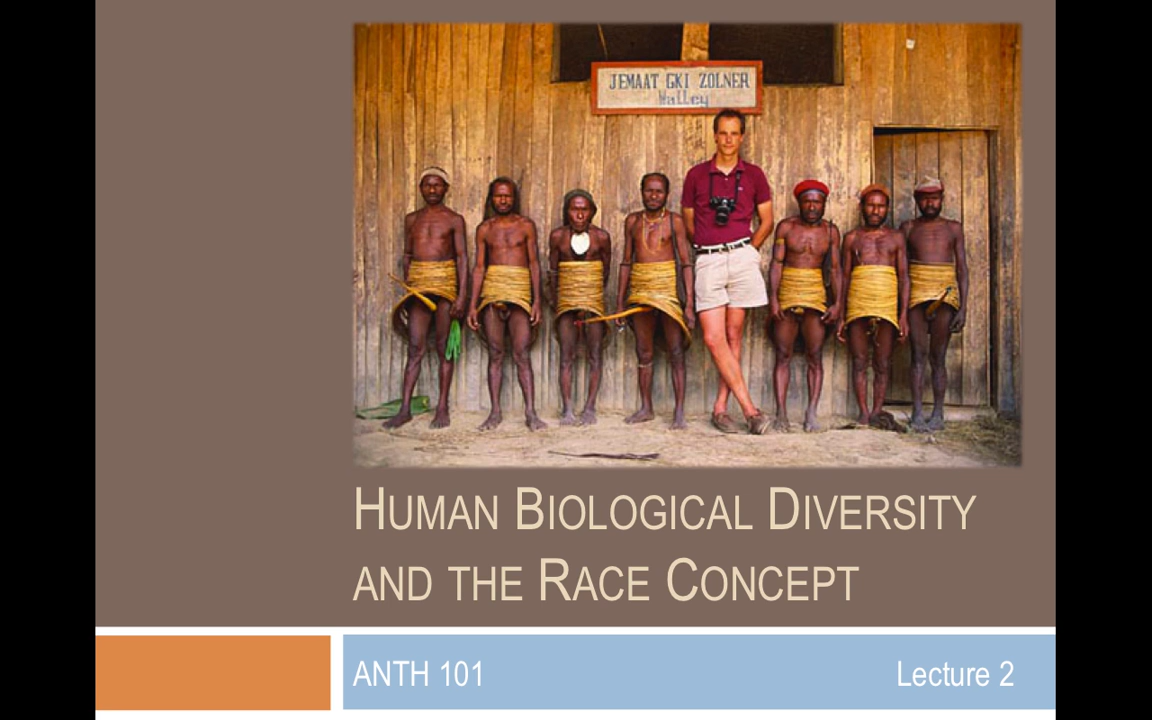 JEMAAT GKI ZOLNER
Walley
HUMAN BIOLOGICAL DIVERSITY
AND THE RACE CONCEPT
ANTH 101
Lecture 2